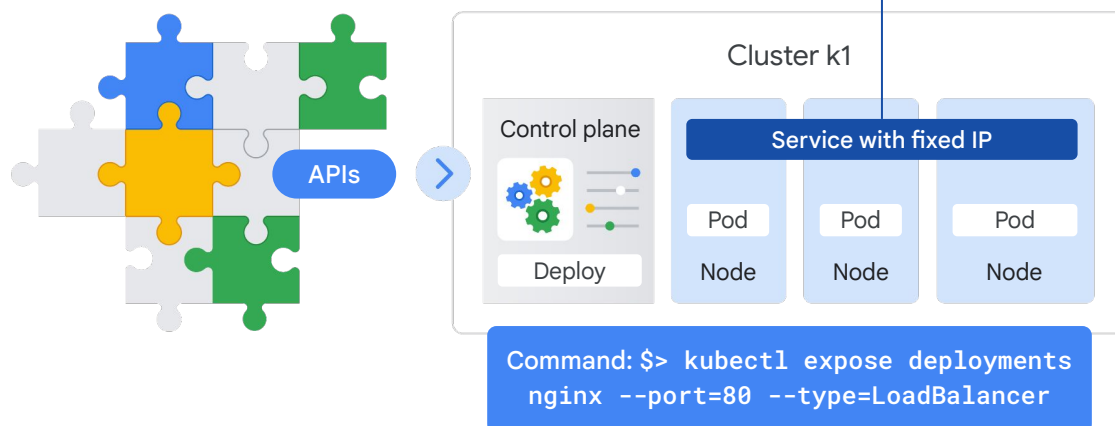 Cluster k1
APIs
Control plane
Deploy
Service with fixed IP
Pod
Node
Pod
Node
Pod
Node
Command: $> kubectl expose deployments
nginx --port=80 --type=LoadBalancer